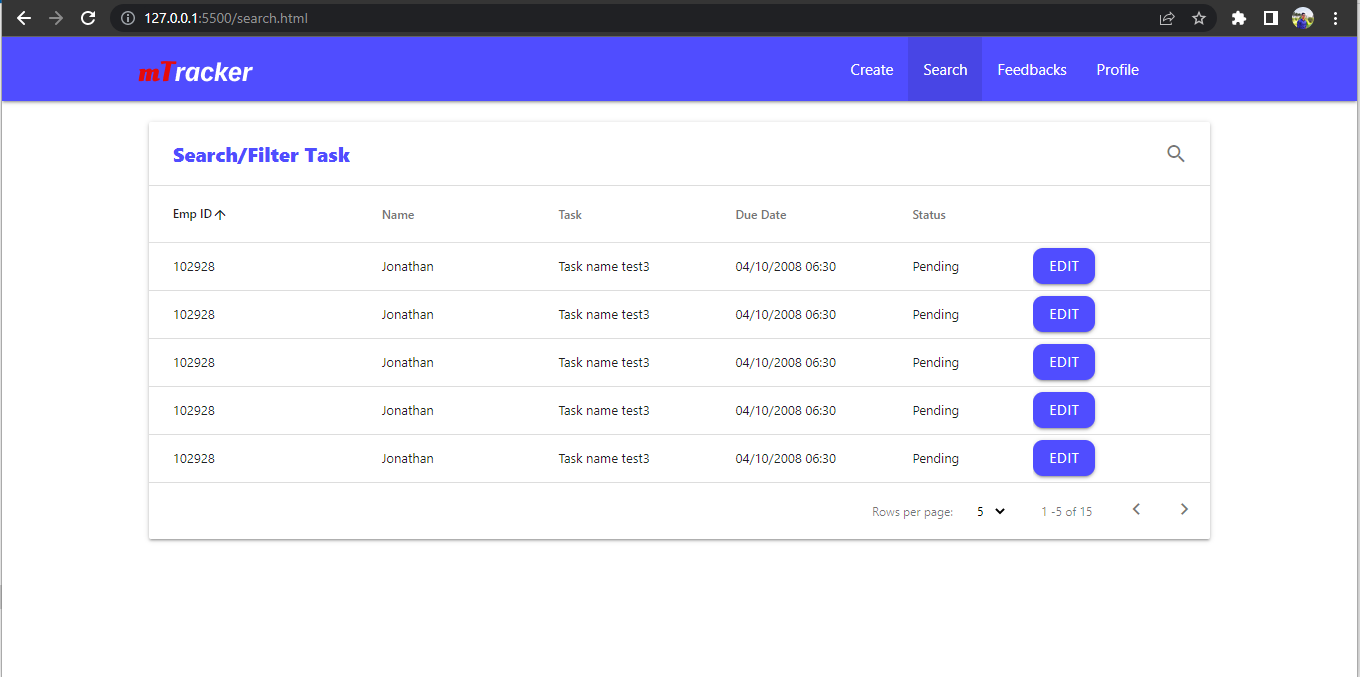 127.0.0.1:5500/search.html
mTracker Create Search Feedbacks Profile
Search/Filter Task
Emp ID Name Task Due Date Status
102928 Jonathan Task name test3 04/10/2008 06:30 Pending EDIT
102928 Jonathan Task name test3 04/10/2008 06:30 Pending EDIT
102928 Jonathan Task name test3 04/10/2008 06:30 Pending EDIT
102928 Jonathan Task name test3 04/10/2008 06:30 Pending EDIT
102928 Jonathan Task name test3 04/10/2008 06:30 Pending EDIT
Rows per page: 5 1 -5 of 15